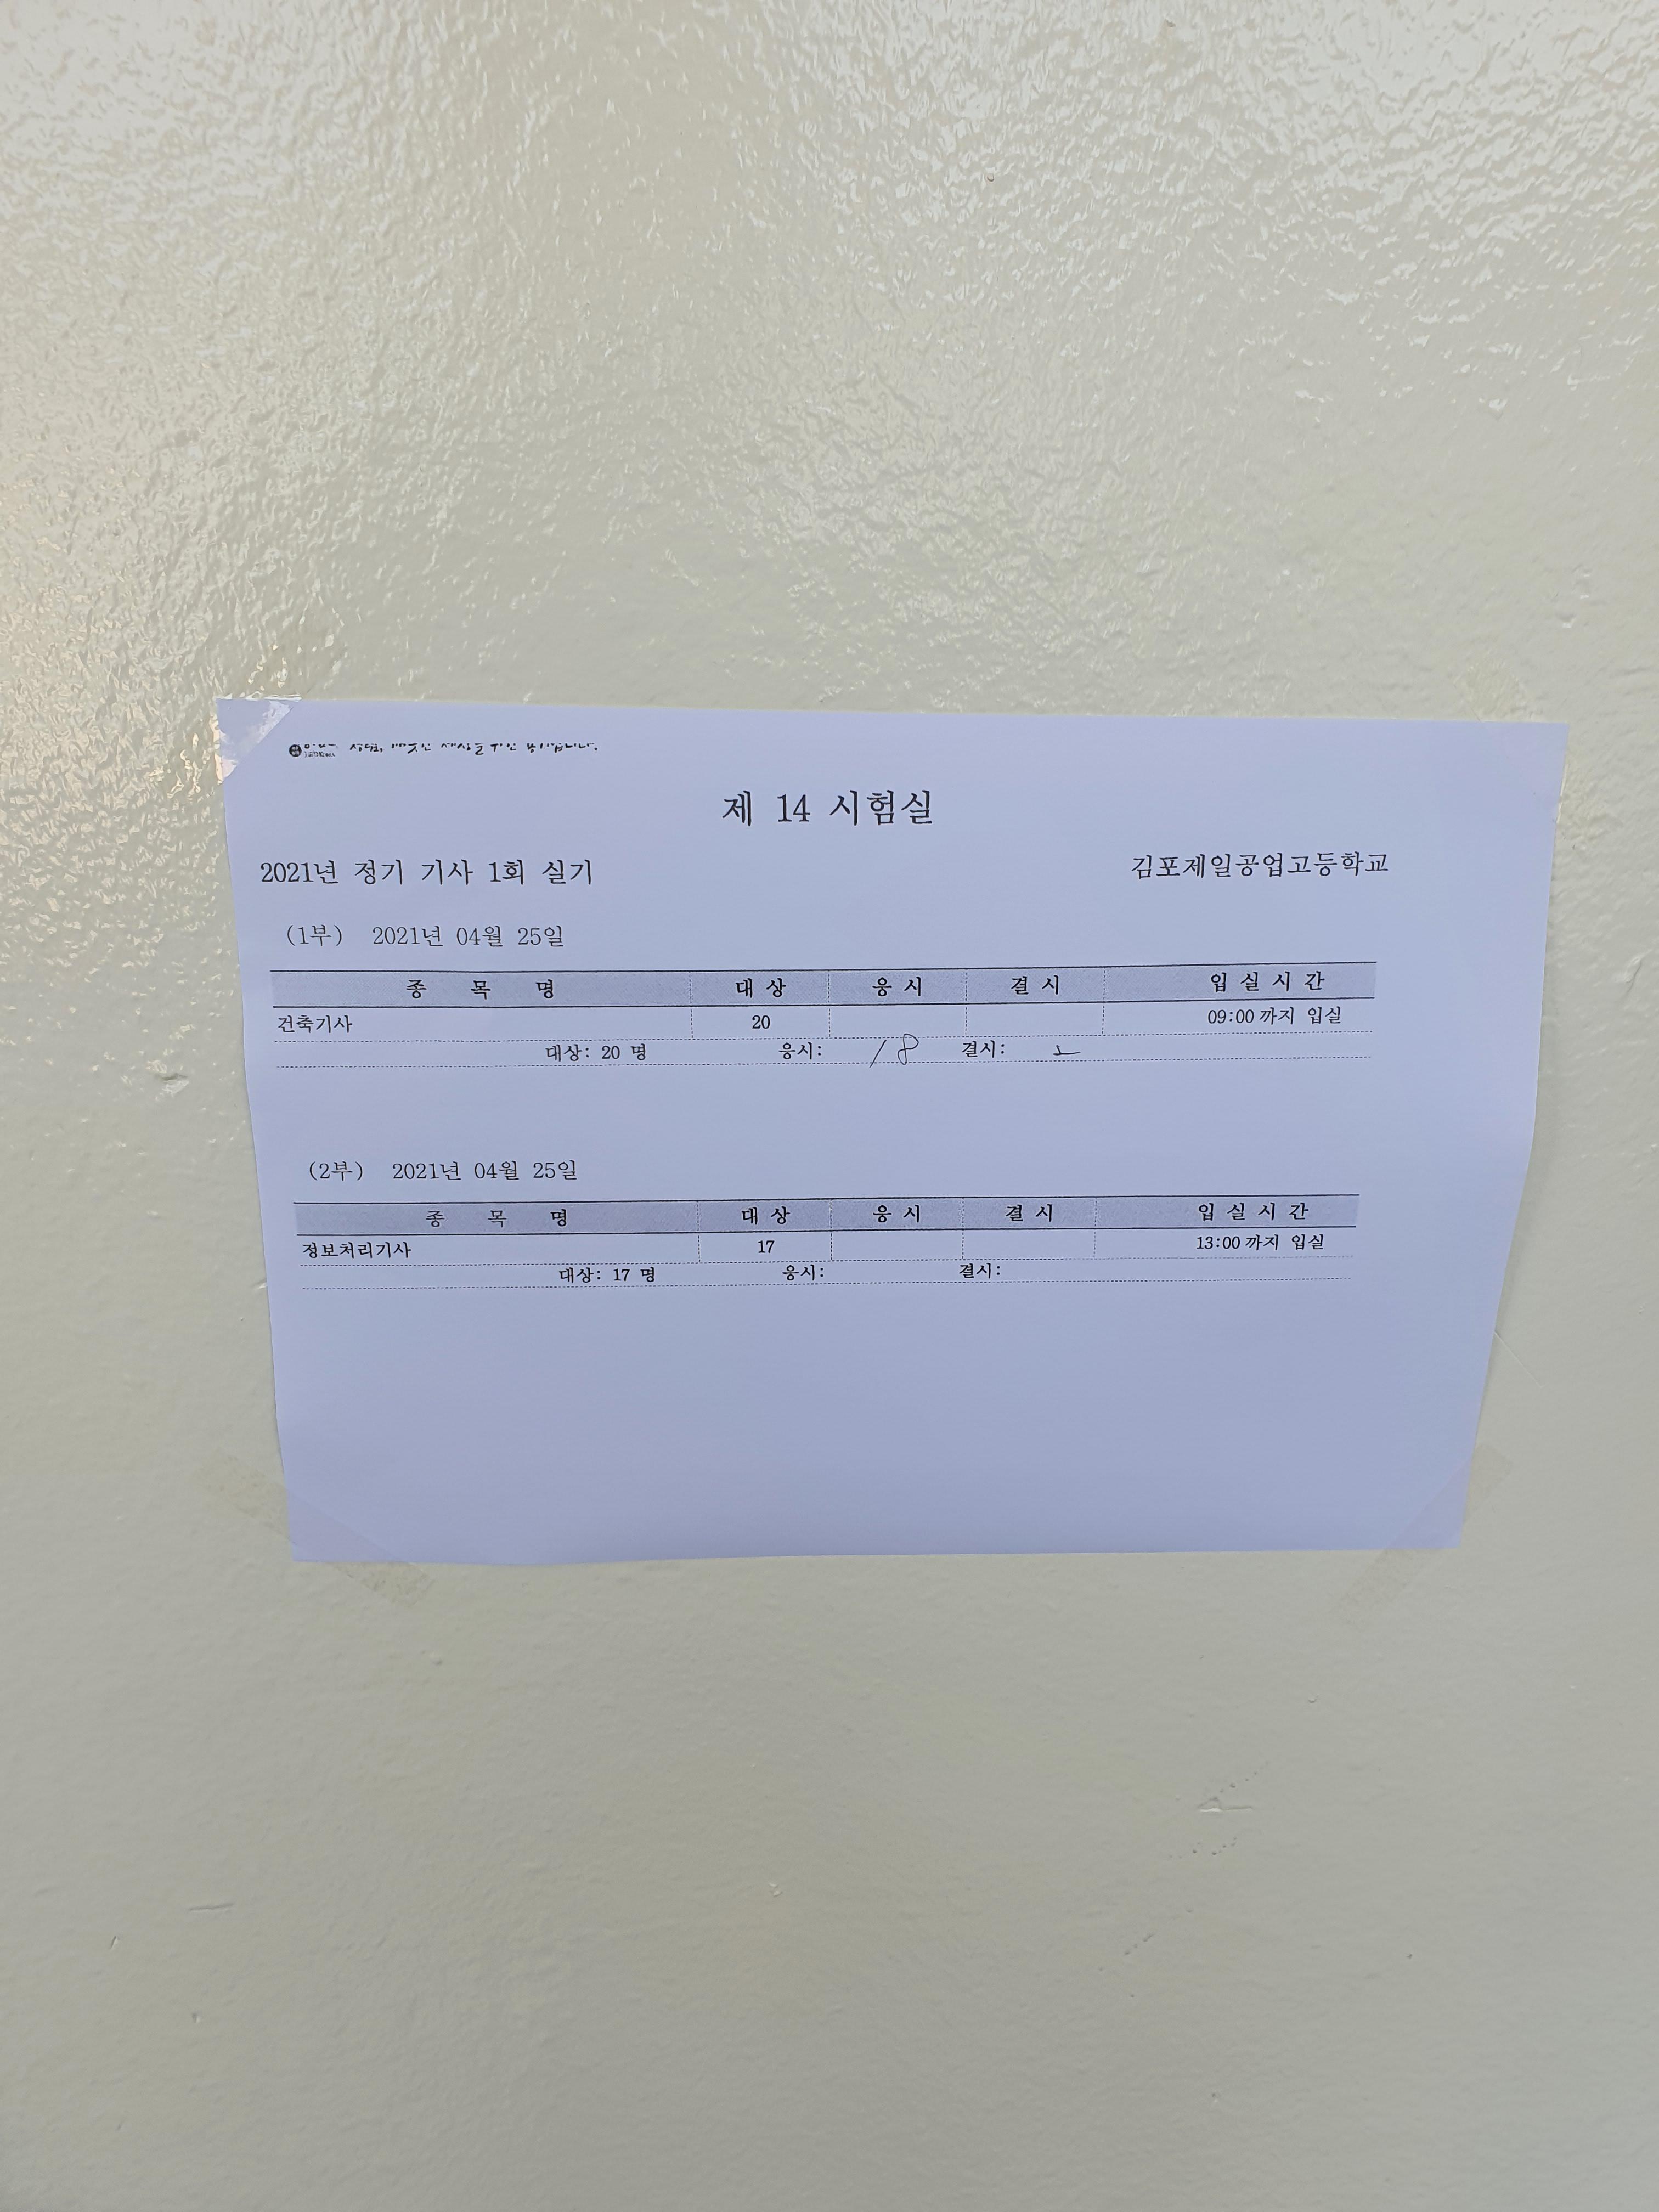 제 14 시험실
2021년 정기 기사 1회 실기 김포제일공업고등학교
(1부) 2021년 04월 25일
종 목 명 대 상 응 시 결 시 입 실 시 간
건축기사 20 09:00까지 입실
대상: 20 명 응시: 18 결시: 2
(2부) 2021년 04월 25일
종 목 명 대 상 응 시 결 시 입 실 시 간
정보처리기사 17 13:00까지 입실
대상: 17 명 응시: 결시: